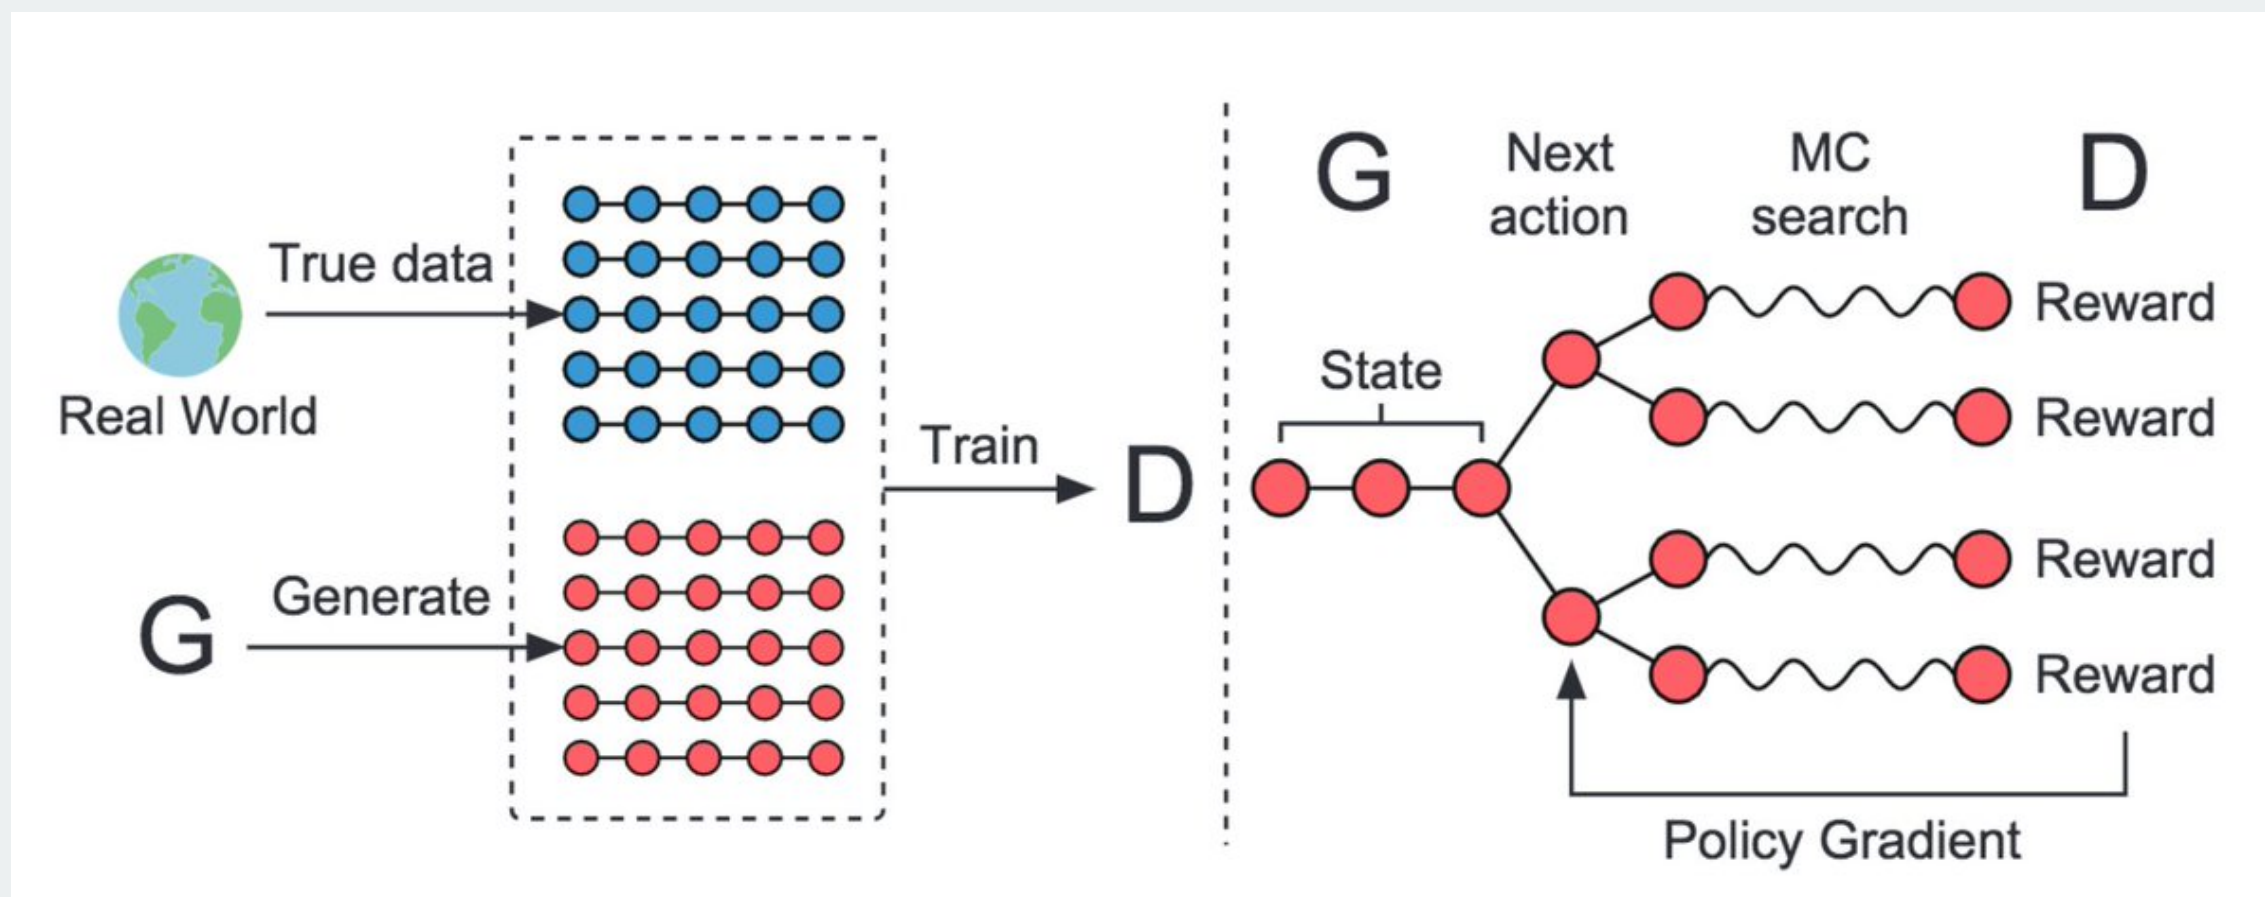 True data
Real World
G
Generate
Train
D
G
Next
action
MC
search
D
State
Reward
Reward
Reward
Reward
Policy Gradient